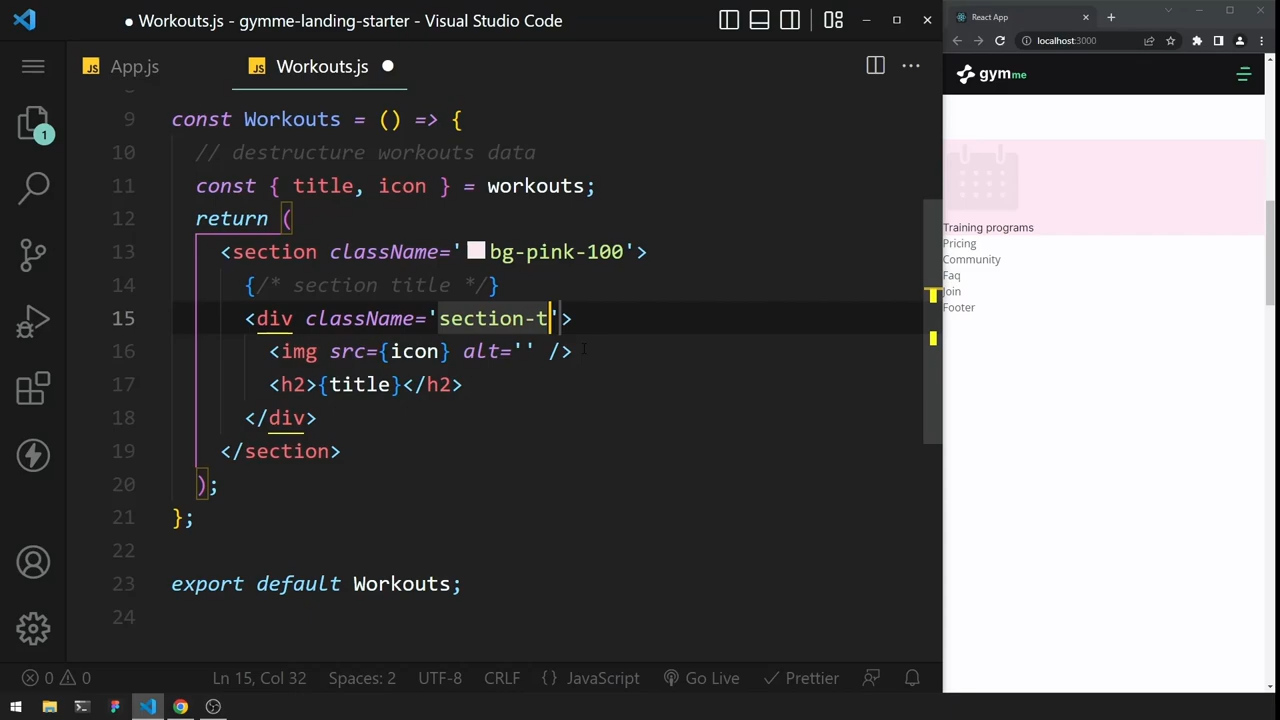 Workouts.js - gymme-landing-starter - Visual Studio Code
JS App.js
JS Workouts.js
9 const Workouts = () => {
10 // destructure workouts data
11 const { title, icon } = workouts;
12 return (
13 <section className='bg-pink-100'>
14 {/* section title */}
15 <div className='section-t'>
16 <img src={icon} alt='' />
17 <h2>{title}</h2>
18 </div>
19 </section>
20 );
21 };
22
23 export default Workouts;
24
1
0 0
Ln 15, Col 32
Spaces: 2
UTF-8
CRLF
{} JavaScript
Go Live
Prettier
React App
localhost:3000
gymme
Training programs
Pricing
Community
Faq
Join
Footer